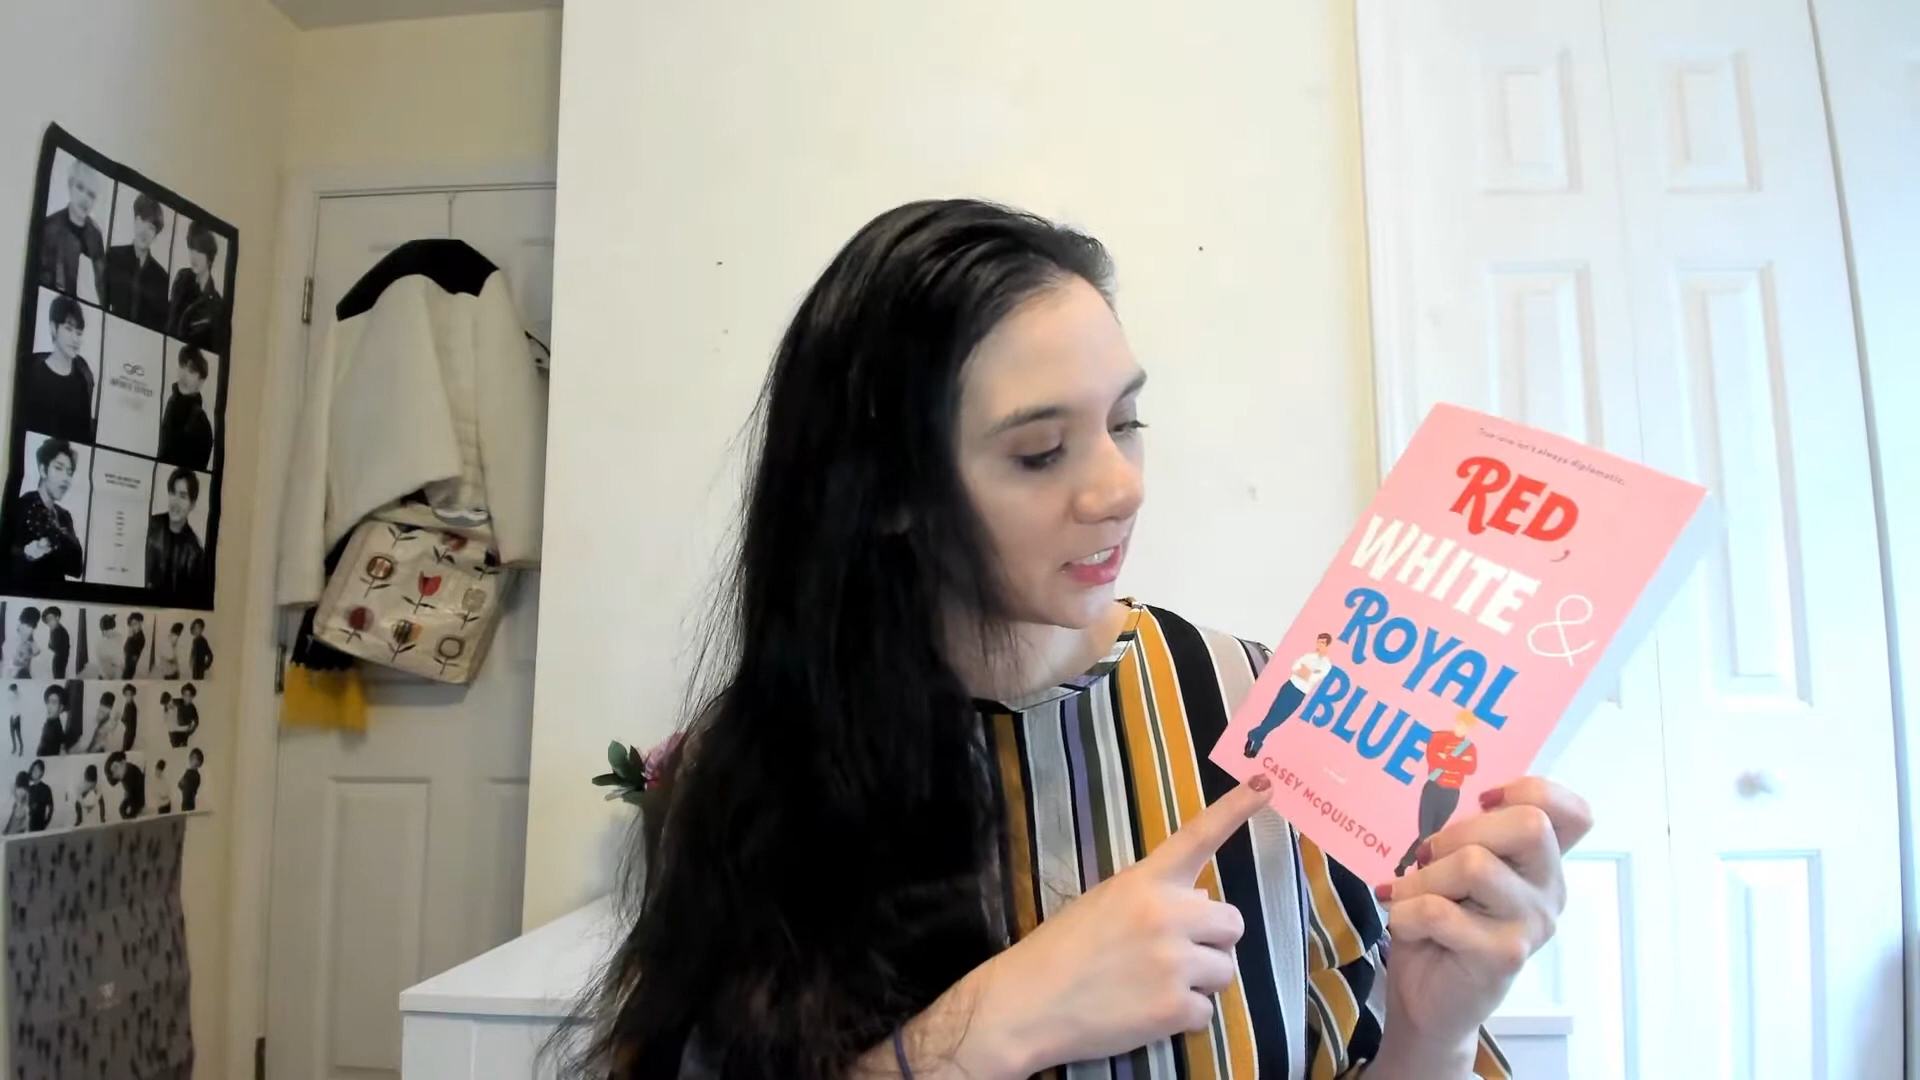 True love isn't always diplomatic.
RED,
WHITE &
ROYAL
BLUE
CASEY McQUISTON